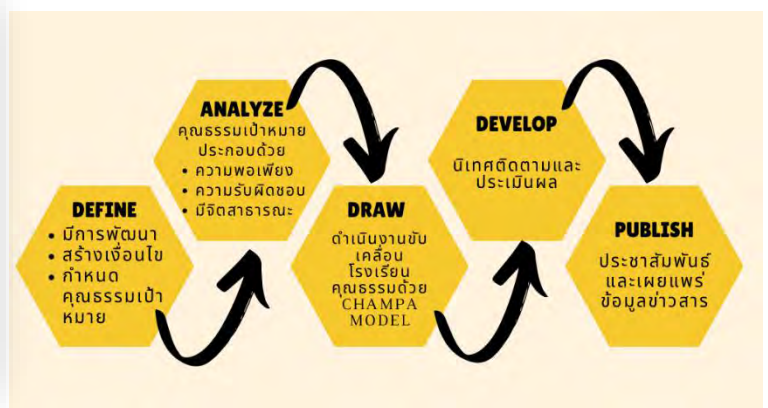 DEFINE
• มีการพัฒนา
• สร้างเงื่อนไข
• กำหนด
คุณธรรมเป้า
หมาย
ANALYZE
คุณธรรมเป้าหมาย
ประกอบด้วย
• ความพอเพียง
• ความรับผิดชอบ
• มีจิตสาธารณะ
DRAW
ดำเนินงานขับ
เคลื่อน
โรงเรียน
คุณธรรมด้วย
CHAMPA
MODEL
DEVELOP
นิเทศติดตามและ
ประเมินผล
PUBLISH
ประชาสัมพันธ์
และเผยแพร่
ข้อมูลข่าวสาร